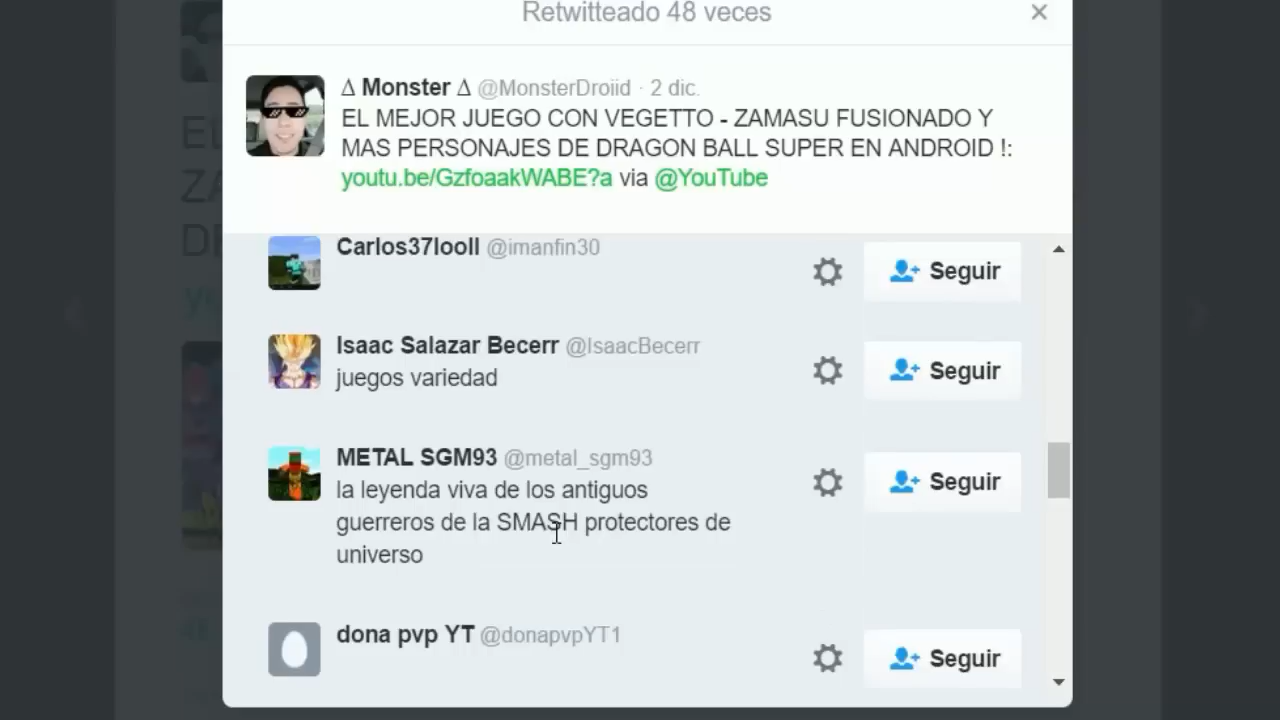 Retwitteado 48 veces
Δ Monster Δ @MonsterDroiid · 2 dic.
EL MEJOR JUEGO CON VEGETTO - ZAMASU FUSIONADO Y
MAS PERSONAJES DE DRAGON BALL SUPER EN ANDROID !:
youtu.be/GzfoaakWABE?a via @YouTube
Carlos37looll @imanfin30
Seguir
Isaac Salazar Becerr @IsaacBecerr
juegos variedad
Seguir
METAL SGM93 @metal_sgm93
la leyenda viva de los antiguos
guerreros de la SMASH protectores de
universo
Seguir
dona pvp YT @donapvpYT1
Seguir